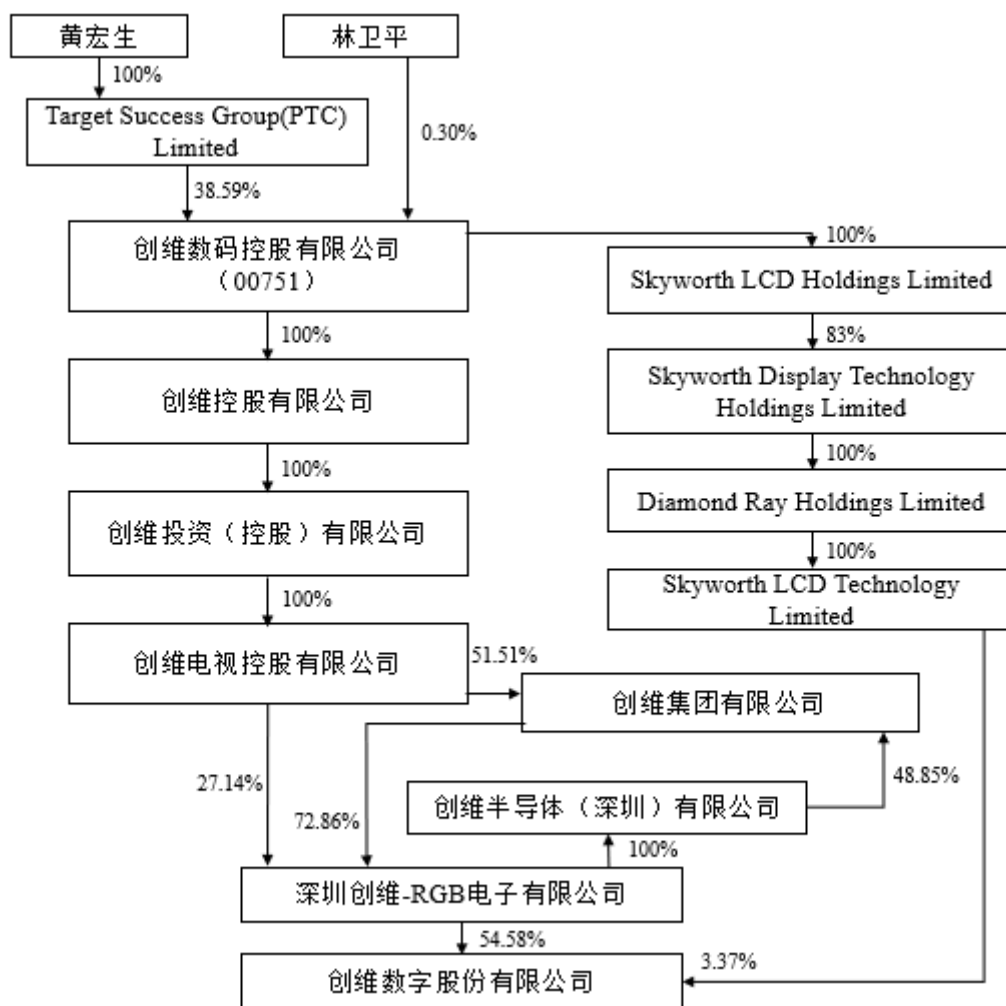 黄宏生
林卫平
100%
Target Success Group(PTC)
Limited
0.30%
38.59%
创维数码控股有限公司
（00751）
100%
Skyworth LCD Holdings Limited
100%
83%
创维控股有限公司
Skyworth Display Technology
Holdings Limited
100%
100%
创维投资（控股）有限公司
Diamond Ray Holdings Limited
100%
100%
Skyworth LCD Technology
Limited
创维电视控股有限公司
51.51%
创维集团有限公司
27.14%
72.86%
48.85%
创维半导体（深圳）有限公司
100%
深圳创维-RGB电子有限公司
54.58%
3.37%
创维数字股份有限公司